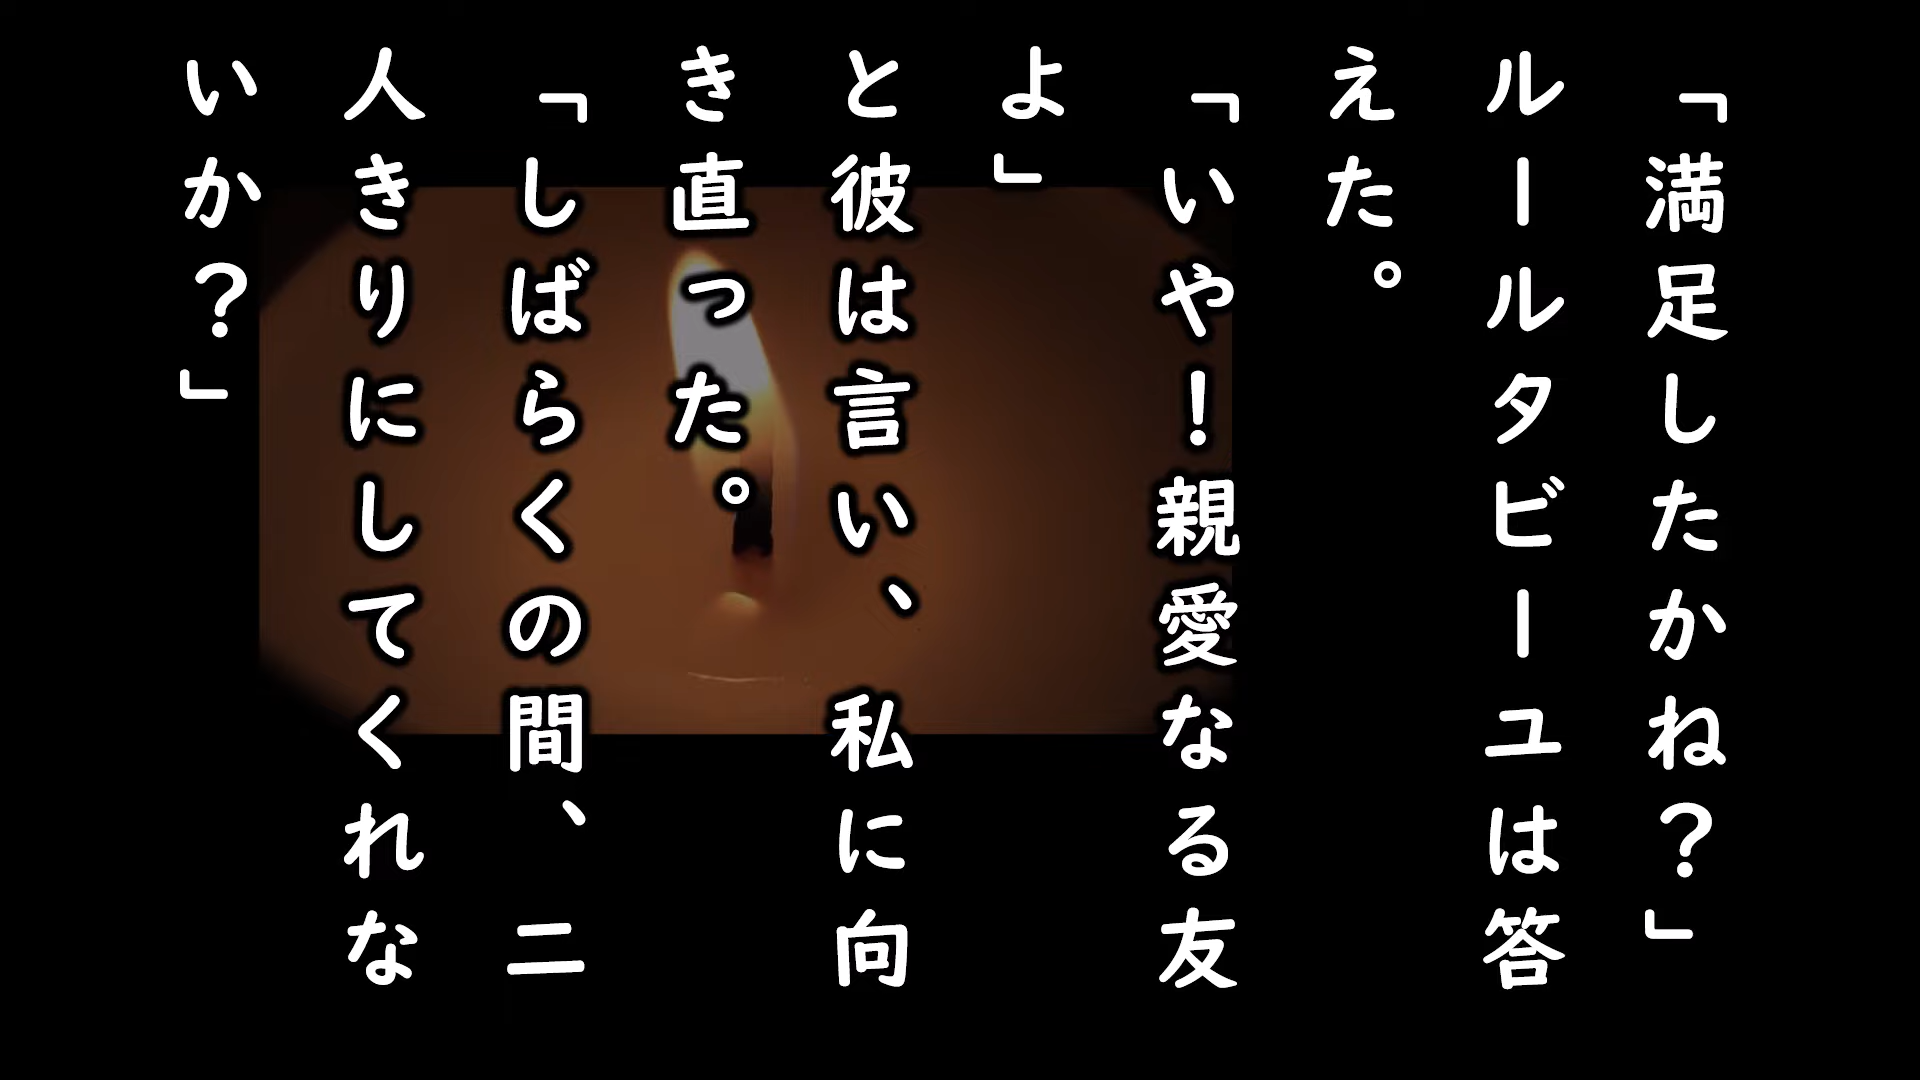 「満足したかね？」
ルールタビーユは答
えた。
「いや！親愛なる友
よ」
と彼は言い、私に向
き直った。
「しばらくの間、二
人きりにしてくれな
いか？」